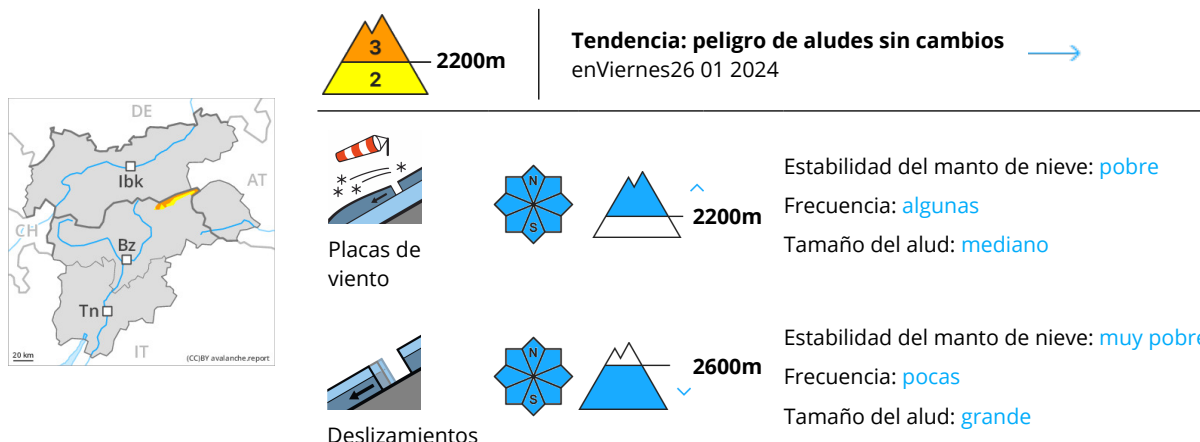 3
2
2200m
Tendencia: peligro de aludes sin cambios
enViernes26 01 2024
DE
Ibk
AT
CH
Bz
Tn
IT
20 km
(CC)BY avalanche.report
Placas de
viento
N
S
2200m
Estabilidad del manto de nieve: pobre
Frecuencia: algunas
Tamaño del alud: mediano
Deslizamientos
N
S
2600m
Estabilidad del manto de nieve: muy pobre
Frecuencia: pocas
Tamaño del alud: grande